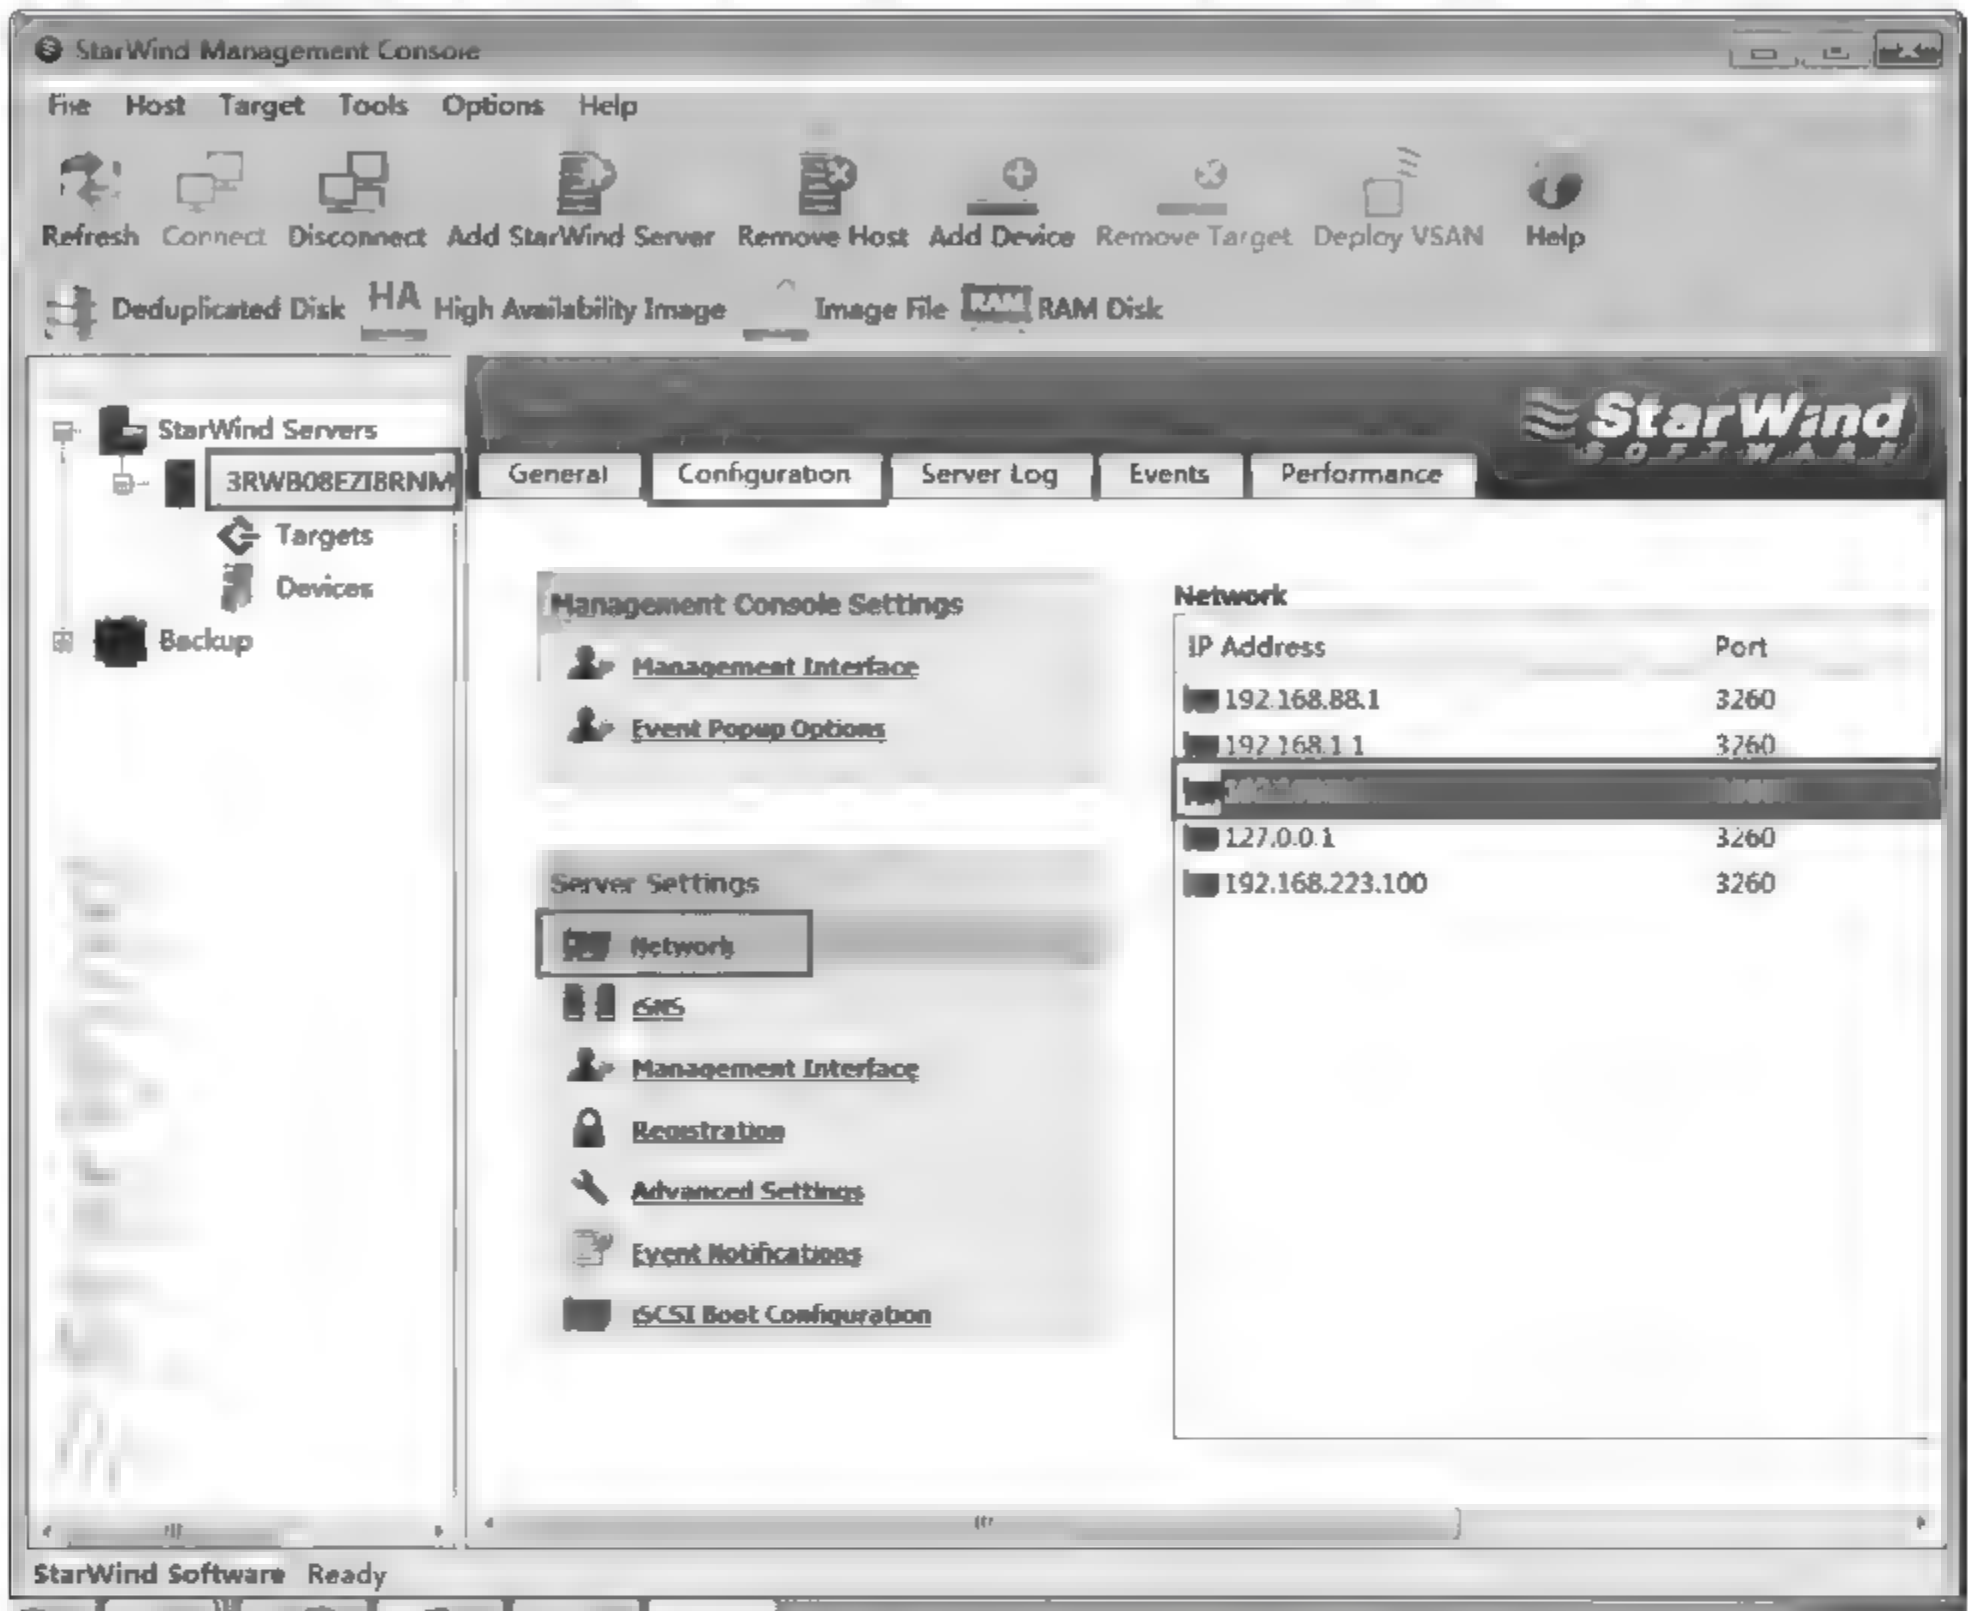 StarWind Management Console
File Host Target Tools Options Help
Refresh Connect Disconnect Add StarWind Server Remove Host Add Device Remove Target Deploy VSAN Help
Deduplicated Disk HA High Availability Image Image File RAM RAM Disk
StarWind
SOFTWARE
StarWind Servers
3RWB08EZI8RNM
Targets
Devices
Backup
General Configuration Server Log Events Performance
Management Console Settings
Management Interface
Event Popup Options
Server Settings
Network
iSNS
Management Interface
Registration
Advanced Settings
Event Notifications
iSCSI Boot Configuration
Network
IP Address Port
192.168.88.1 3260
192.168.1.1 3260
127.0.0.1 3260
192.168.223.100 3260
starwind
StarWind Software Ready